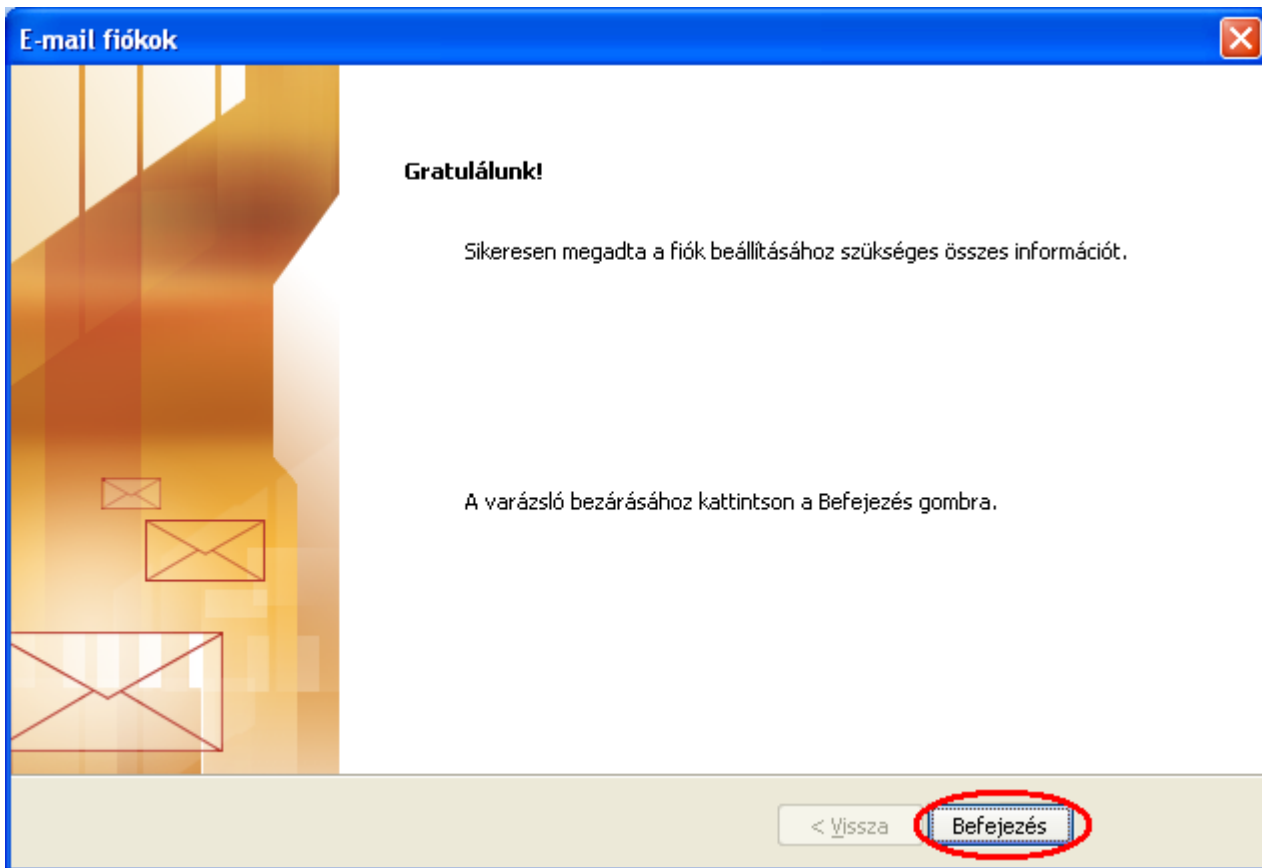 E-mail fiókok
Gratulálunk!
Sikeresen megadta a fiók beállításához szükséges összes információt.
A varázsló bezárásához kattintson a Befejezés gombra.
< Vissza
Befejezés